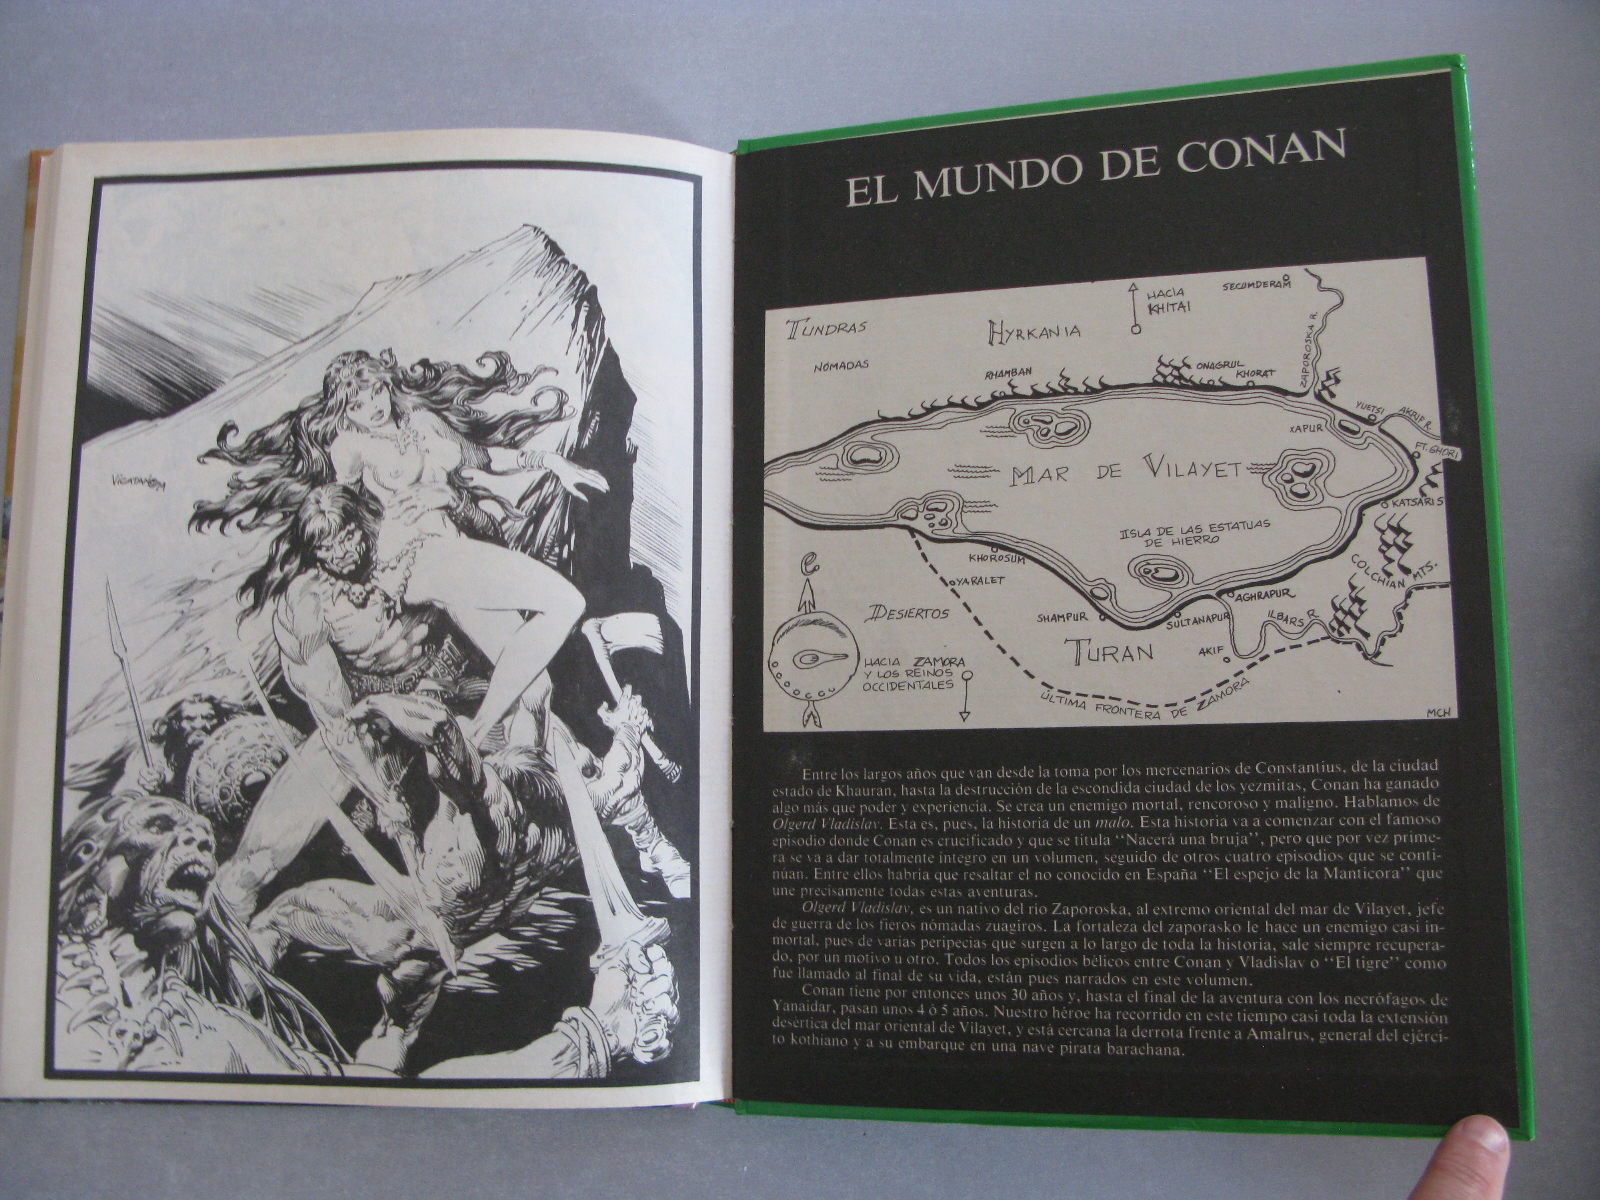 VICATAN
EL MUNDO DE CONAN
TUNDRAS
HYRKANIA
HACIA
KHITAI
SECUMDERAM
ZAPOROSKA R.
NOMADAS
RHAMBAN
ONAGRUL
KHORAT
YUETSI
AKRIP R.
XAPUR
FT. GHORI
MAR DE VILAYET
KATSARIS
IISLA DE LAS ESTATUAS
DE HIERRO
KHOROSUM
YARALET
COLCHIAN MTS.
DESIERTOS
AGHRAPUR
SHAMPUR
SULTANAPUR
ILBARS R.
TURAN
AKIF
HACIA ZAMORA
Y LOS REINOS
OCCIDENTALES
ÚLTIMA FRONTERA DE ZAMORA
MCH
Entre los largos años que van desde la toma por los mercenarios de Constantius, de la ciudad
estado de Khauran, hasta la destrucción de la escondida ciudad de los yezmitas, Conan ha ganado
algo más que poder y experiencia. Se crea un enemigo mortal, rencoroso y maligno. Hablamos de
Olgerd Vladislav. Esta es, pues, la historia de un malo. Esta historia va a comenzar con el famoso
episodio donde Conan es crucificado y que se titula "Nacerá una bruja", pero que por vez prime-
ra se va a dar totalmente integro en un volumen, seguido de otros cuatro episodios que se conti-
núan. Entre ellos habría que resaltar el no conocido en España "El espejo de la Manticora" que
une precisamente todas estas aventuras.
Olgerd Vladislav, es un nativo del río Zaporoska, al extremo oriental del mar de Vilayet, jefe
de guerra de los fieros nómadas zuagiros. La fortaleza del zaporasko le hace un enemigo casi in-
mortal, pues de varias peripecias que surgen a lo largo de toda la historia, sale siempre recupera-
do, por un motivo u otro. Todos los episodios bélicos entre Conan y Vladislav o "El tigre" como
fue llamado al final de su vida, están pues narrados en este volumen.
Conan tiene por entonces unos 30 años y, hasta el final de la aventura con los necrófagos de
Yanaidar, pasan unos 4 ó 5 años. Nuestro héroe ha recorrido en este tiempo casi toda la extensión
desértica del mar oriental de Vilayet, y está cercana la derrota frente a Amalrus, general del ejérci-
to kothiano y a su embarque en una nave pirata barachana.